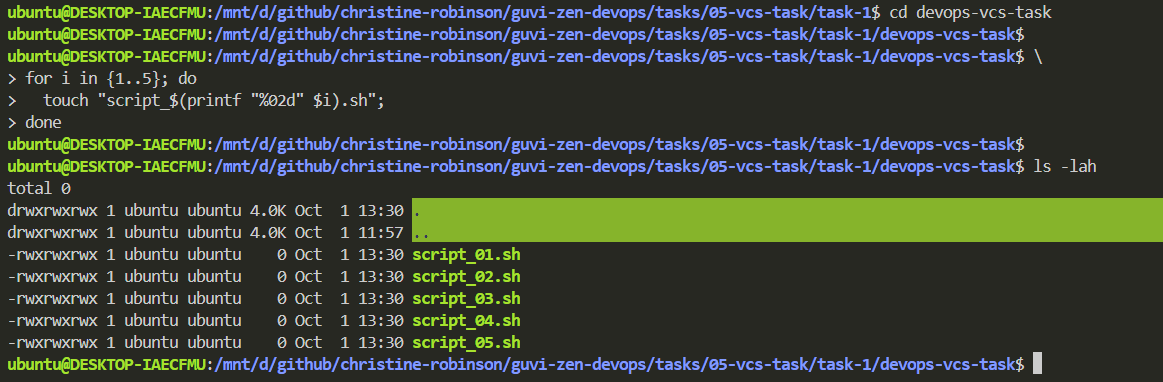 ubuntu@DESKTOP-IAECFMU:/mnt/d/github/christine-robinson/guvi-zen-devops/tasks/05-vcs-task/task-1$ cd devops-vcs-task
ubuntu@DESKTOP-IAECFMU:/mnt/d/github/christine-robinson/guvi-zen-devops/tasks/05-vcs-task/task-1/devops-vcs-task$
ubuntu@DESKTOP-IAECFMU:/mnt/d/github/christine-robinson/guvi-zen-devops/tasks/05-vcs-task/task-1/devops-vcs-task$ \
> for i in {1..5}; do
>   touch "script_$(printf "%02d" $i).sh";
> done
ubuntu@DESKTOP-IAECFMU:/mnt/d/github/christine-robinson/guvi-zen-devops/tasks/05-vcs-task/task-1/devops-vcs-task$
ubuntu@DESKTOP-IAECFMU:/mnt/d/github/christine-robinson/guvi-zen-devops/tasks/05-vcs-task/task-1/devops-vcs-task$ ls -lah
total 0
drwxrwxrwx 1 ubuntu ubuntu 4.0K Oct  1 13:30 .
drwxrwxrwx 1 ubuntu ubuntu 4.0K Oct  1 11:57 ..
-rwxrwxrwx 1 ubuntu ubuntu    0 Oct  1 13:30 script_01.sh
-rwxrwxrwx 1 ubuntu ubuntu    0 Oct  1 13:30 script_02.sh
-rwxrwxrwx 1 ubuntu ubuntu    0 Oct  1 13:30 script_03.sh
-rwxrwxrwx 1 ubuntu ubuntu    0 Oct  1 13:30 script_04.sh
-rwxrwxrwx 1 ubuntu ubuntu    0 Oct  1 13:30 script_05.sh
ubuntu@DESKTOP-IAECFMU:/mnt/d/github/christine-robinson/guvi-zen-devops/tasks/05-vcs-task/task-1/devops-vcs-task$